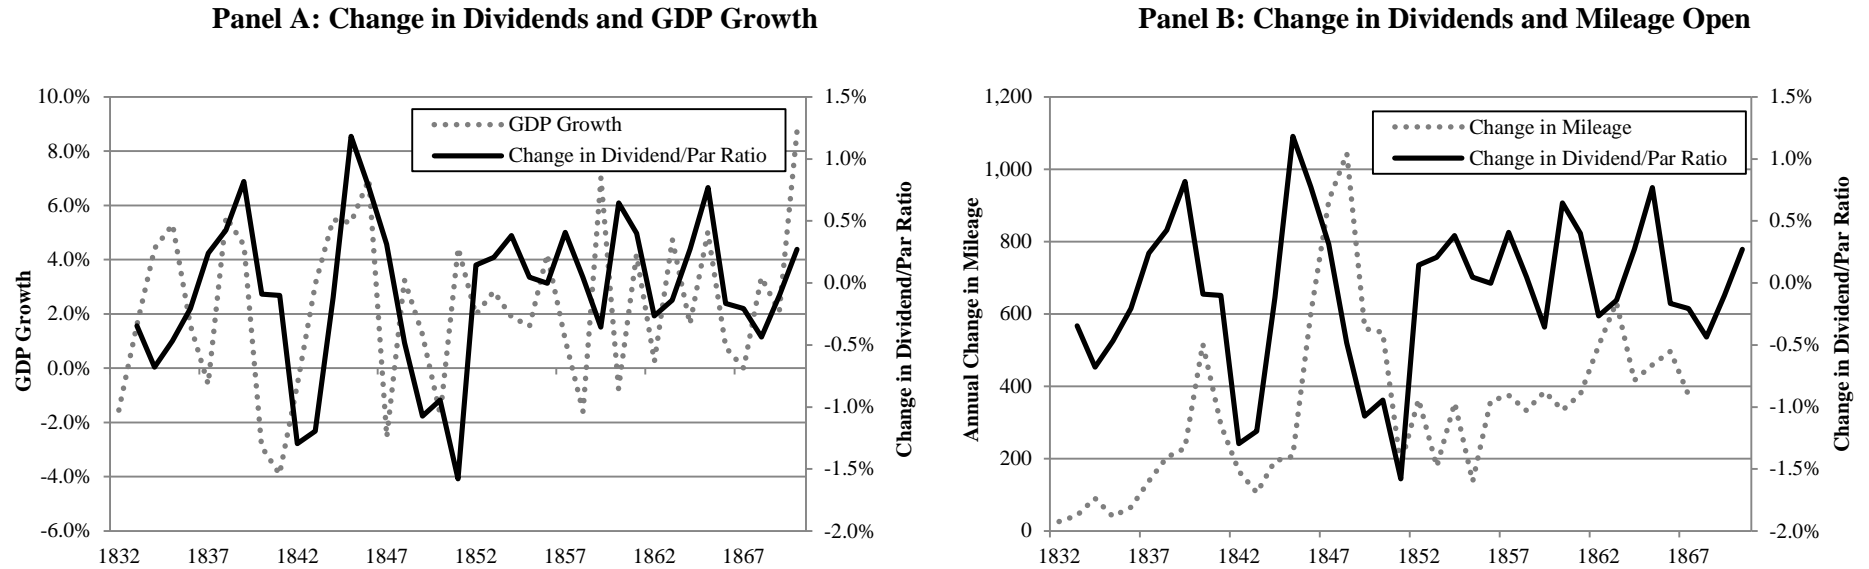 Panel A: Change in Dividends and GDP Growth
10.0%
8.0%
6.0%
4.0%
2.0%
0.0%
-2.0%
-4.0%
-6.0%
GDP Growth
GDP Growth
Change in Dividend/Par Ratio
1.5%
1.0%
0.5%
0.0%
-0.5%
-1.0%
-1.5%
-2.0%
Change in Dividend/Par Ratio
1832 1837 1842 1847 1852 1857 1862 1867
Panel B: Change in Dividends and Mileage Open
1,200
1,000
800
600
400
200
0
Annual Change in Mileage
Change in Mileage
Change in Dividend/Par Ratio
1.5%
1.0%
0.5%
0.0%
-0.5%
-1.0%
-1.5%
-2.0%
Change in Dividend/Par Ratio
1832 1837 1842 1847 1852 1857 1862 1867